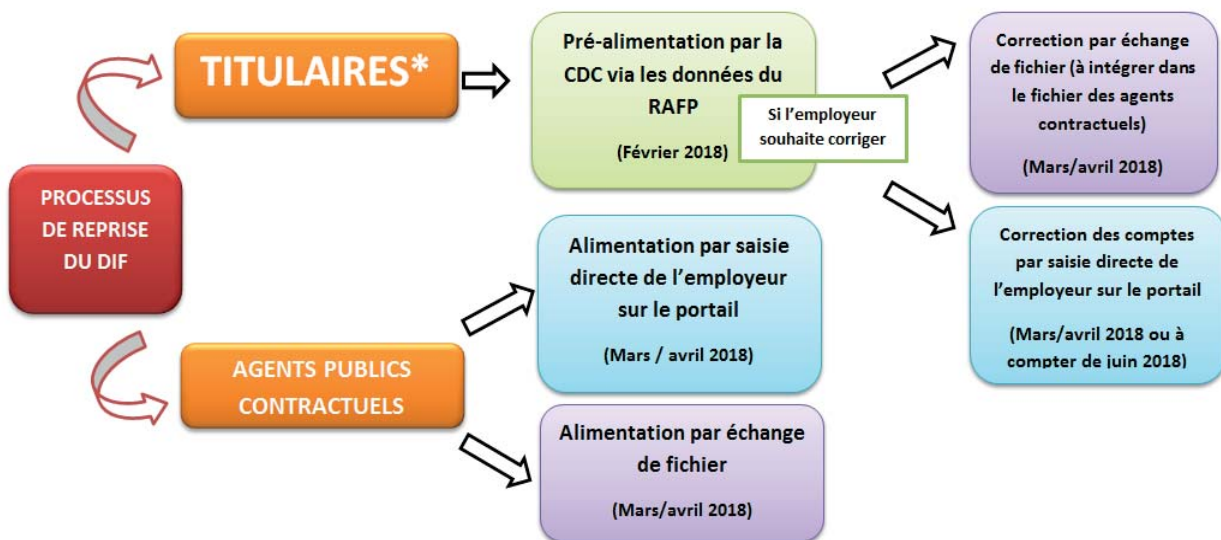 PROCESSUS
DE REPRISE
DU DIF
TITULAIRES*
Pré-alimentation par la
CDC via les données du
RAFP
(Février 2018)
Si l’employeur
souhaite corriger
Correction par échange
de fichier (à intégrer dans
le fichier des agents
contractuels)
(Mars/avril 2018)
Correction des comptes
par saisie directe de
l’employeur sur le portail
(Mars/avril 2018 ou à
compter de juin 2018)
AGENTS PUBLICS
CONTRACTUELS
Alimentation par saisie
directe de l’employeur
sur le portail
(Mars / avril 2018)
Alimentation par échange
de fichier
(Mars/avril 2018)